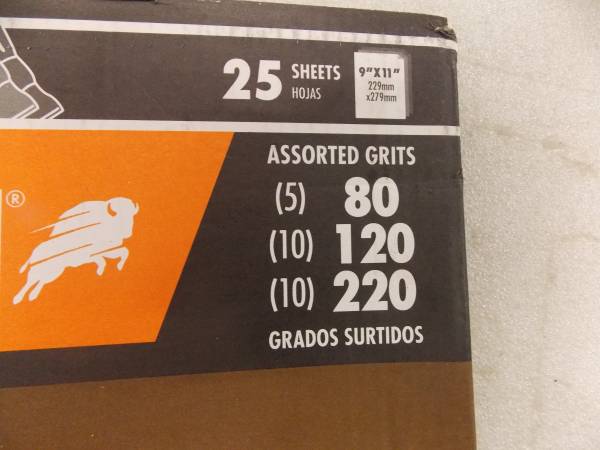 25 SHEETS
HOJAS
9"X11"
229mm
x279mm
ASSORTED GRITS
(5) 80
(10) 120
(10) 220
GRADOS SURTIDOS
®